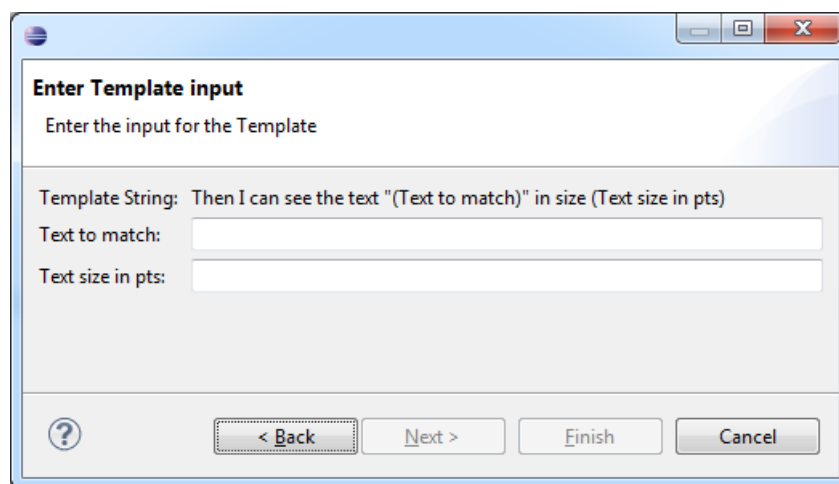 Enter Template input
Enter the input for the Template
Template String: Then I can see the text "(Text to match)" in size (Text size in pts)
Text to match:
Text size in pts:
? < Back Next > Finish Cancel